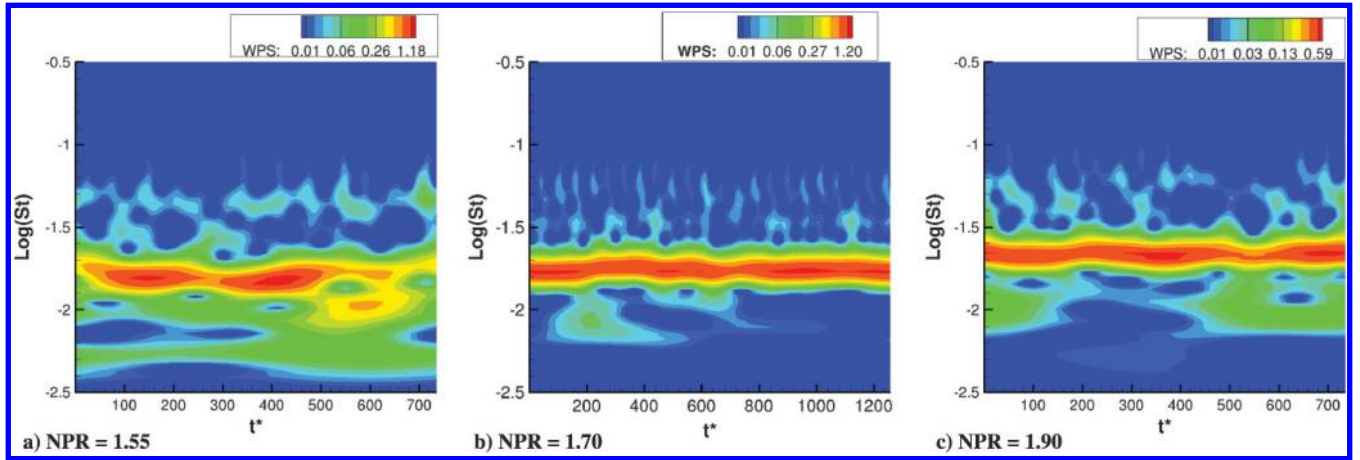 WPS: 0.01 0.06 0.26 1.18
-0.5
-1
-1.5
-2
-2.5
Log(St)
100 200 300 400 500 600 700
t*
a) NPR = 1.55
WPS: 0.01 0.06 0.27 1.20
-0.5
-1
-1.5
-2
-2.5
Log(St)
200 400 600 800 1000 1200
t*
b) NPR = 1.70
WPS: 0.01 0.03 0.13 0.59
-0.5
-1
-1.5
-2
-2.5
Log(St)
100 200 300 400 500 600 700
t*
c) NPR = 1.90